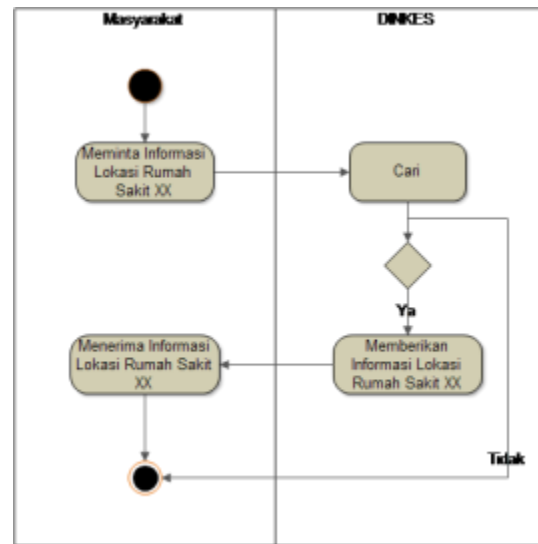 Masyarakat
DINKES
Meminta Informasi
Lokasi Rumah
Sakit XX
Cari
Ya
Menerima Informasi
Lokasi Rumah Sakit
XX
Memberikan
Informasi Lokasi
Rumah Sakit XX
Tidak